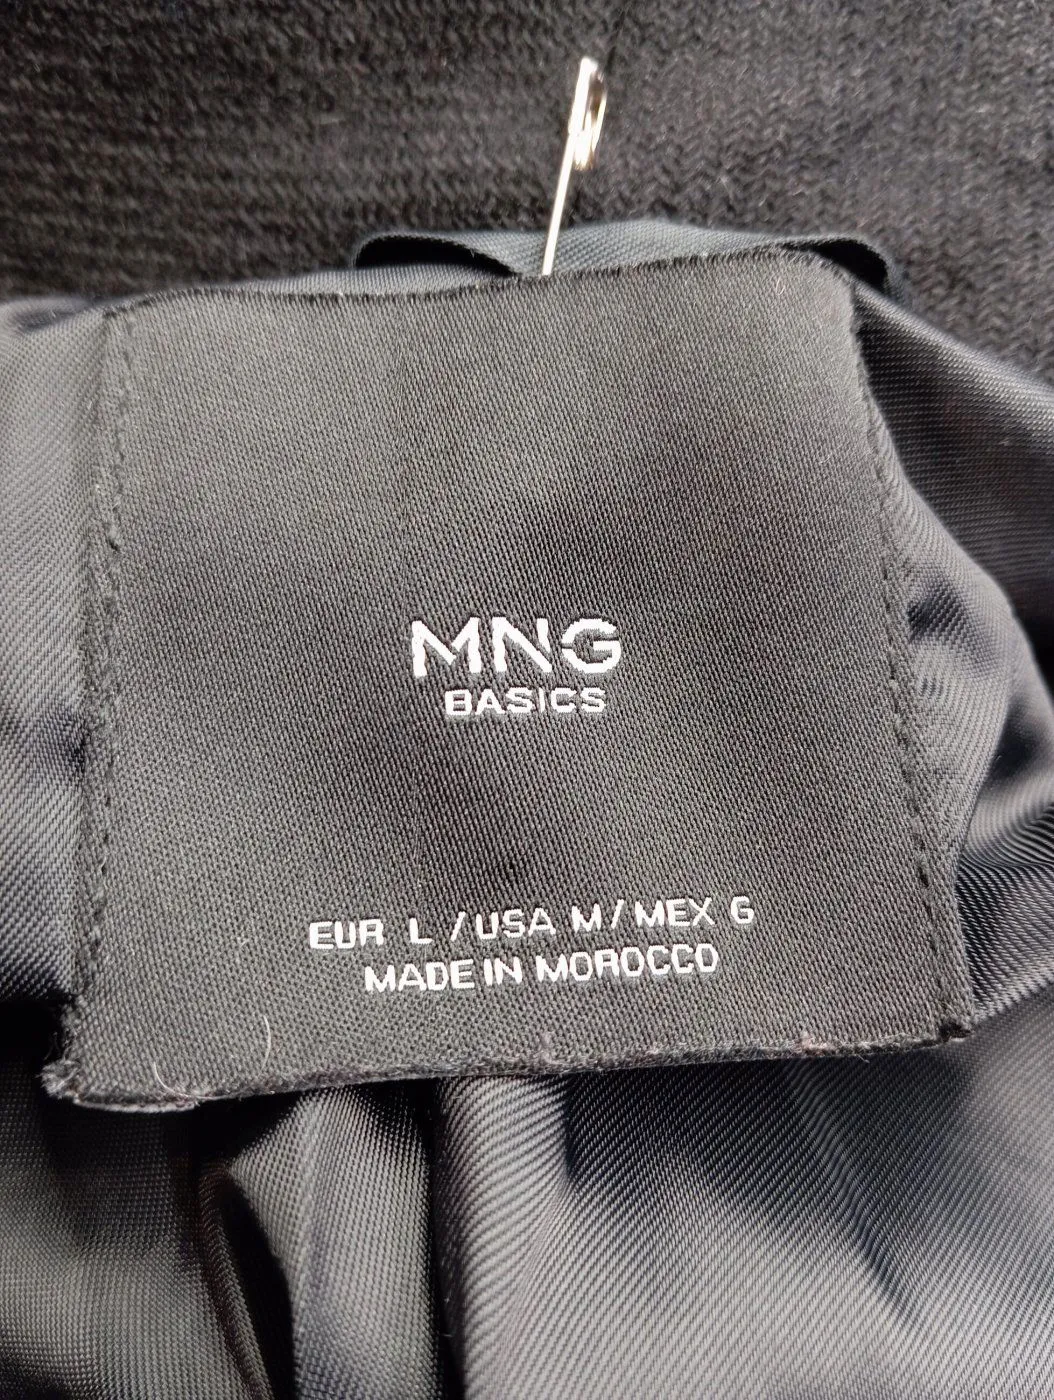 MNG
BASICS
EUR L / USA M / MEX G
MADE IN MOROCCO